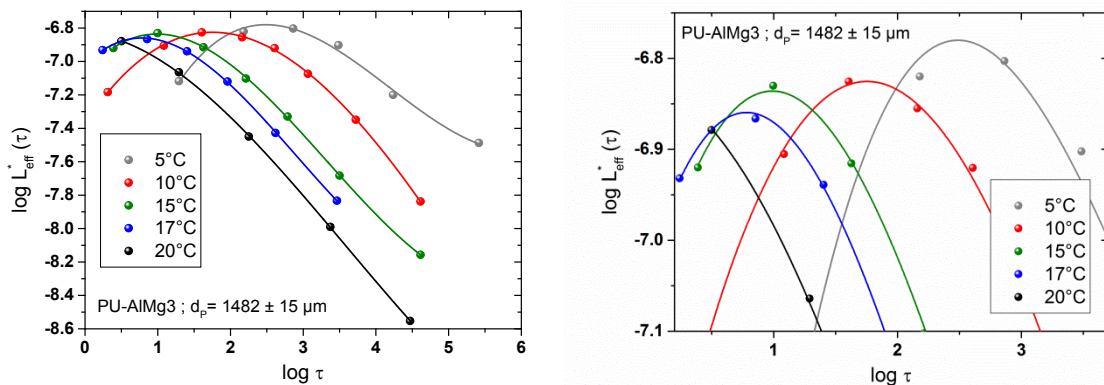 -6.8
-7.0
-7.2
-7.4
-7.6
-7.8
-8.0
-8.2
-8.4
-8.6
log L*eff (τ)
5°C
10°C
15°C
17°C
20°C
PU-AlMg3 ; dP= 1482 ± 15 µm
0 1 2 3 4 5 6
log τ
PU-AlMg3 ; dP= 1482 ± 15 µm
-6.8
-6.9
-7.0
-7.1
log L*eff (τ)
5°C
10°C
15°C
17°C
20°C
1 2 3
log τ